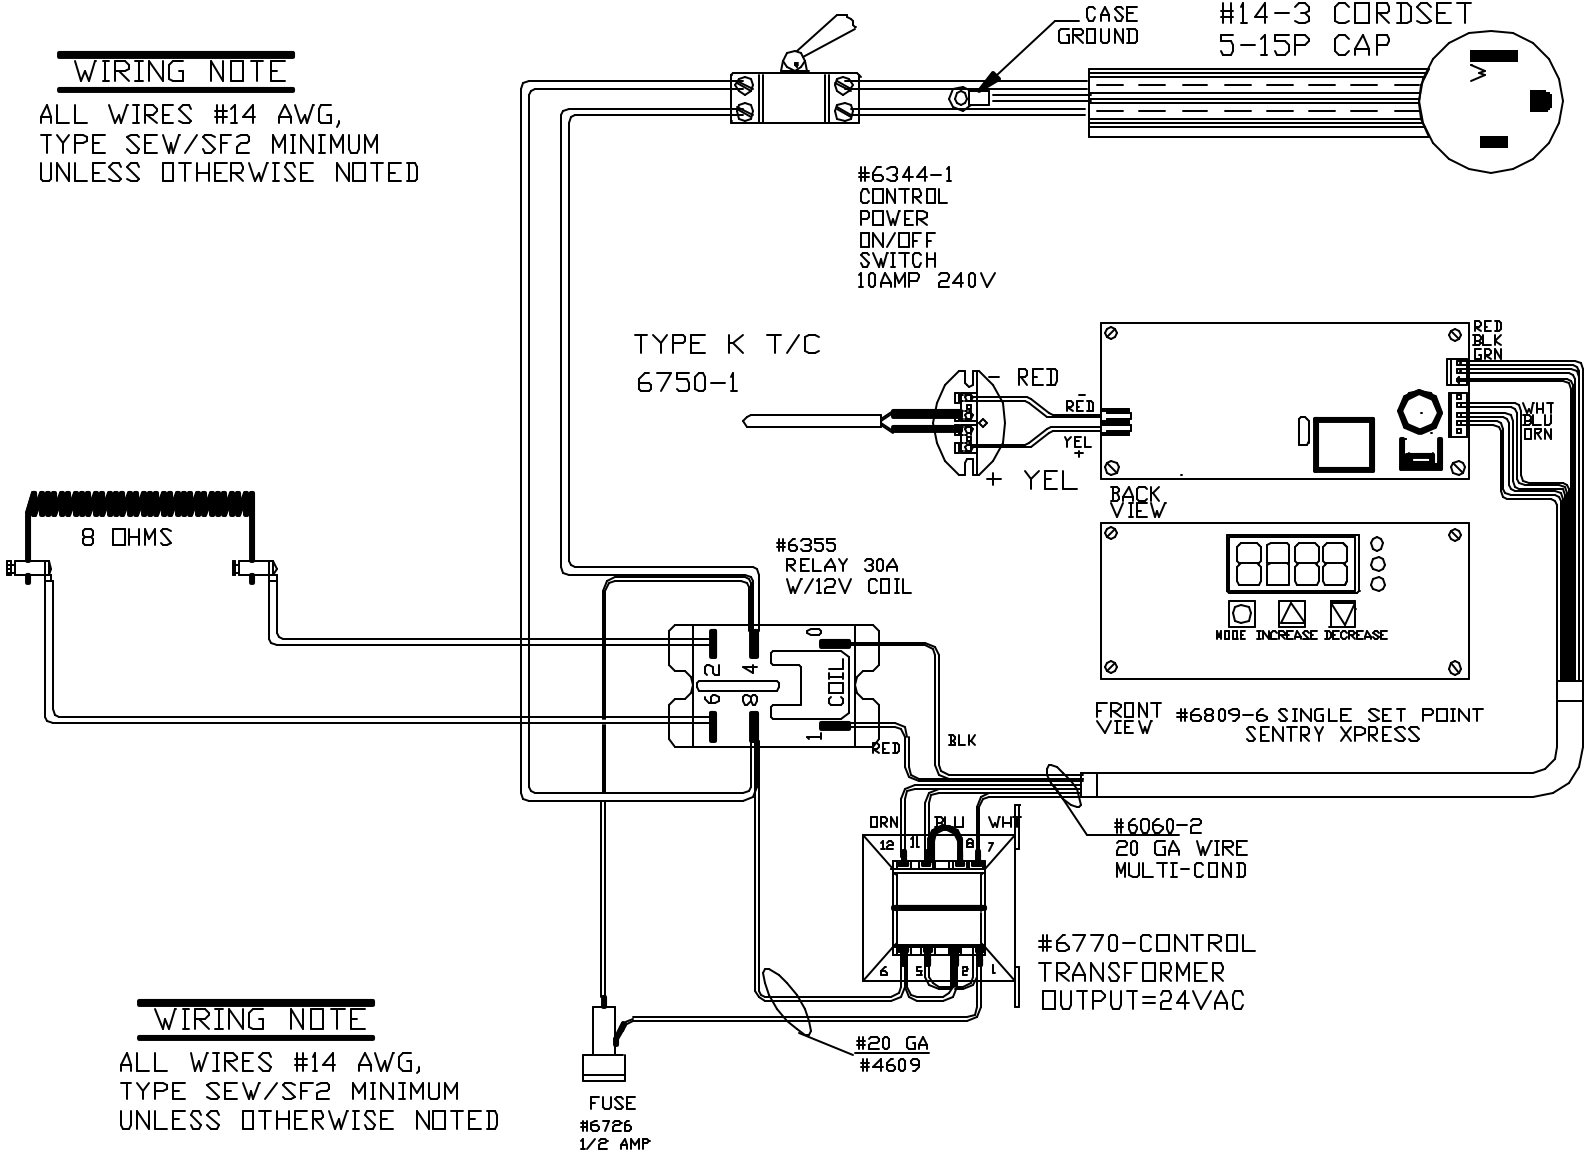 CASE
GROUND
#14-3 CORDSET
5-15P CAP
W
WIRING NOTE
ALL WIRES #14 AWG,
TYPE SEW/SF2 MINIMUM
UNLESS OTHERWISE NOTED
#6344-1
CONTROL
POWER
ON/OFF
SWITCH
10AMP 240V
TYPE K T/C
6750-1
- RED
-
RED
YEL
+
+ YEL
RED
BLK
GRN
WHT
BLU
ORN
BACK
VIEW
8 OHMS
#6355
RELAY 30A
W/12V COIL
8888
MODE INCREASE DECREASE
2
4
0
COIL
6
8
1
RED
BLK
FRONT
VIEW
#6809-6 SINGLE SET POINT
SENTRY XPRESS
ORN
BLU
WHT
12
11
8
7
#6060-2
20 GA WIRE
MULTI-COND
6
5
2
1
#6770-CONTROL
TRANSFORMER
OUTPUT=24VAC
WIRING NOTE
ALL WIRES #14 AWG,
TYPE SEW/SF2 MINIMUM
UNLESS OTHERWISE NOTED
#20 GA
#4609
FUSE
#6726
1/2 AMP